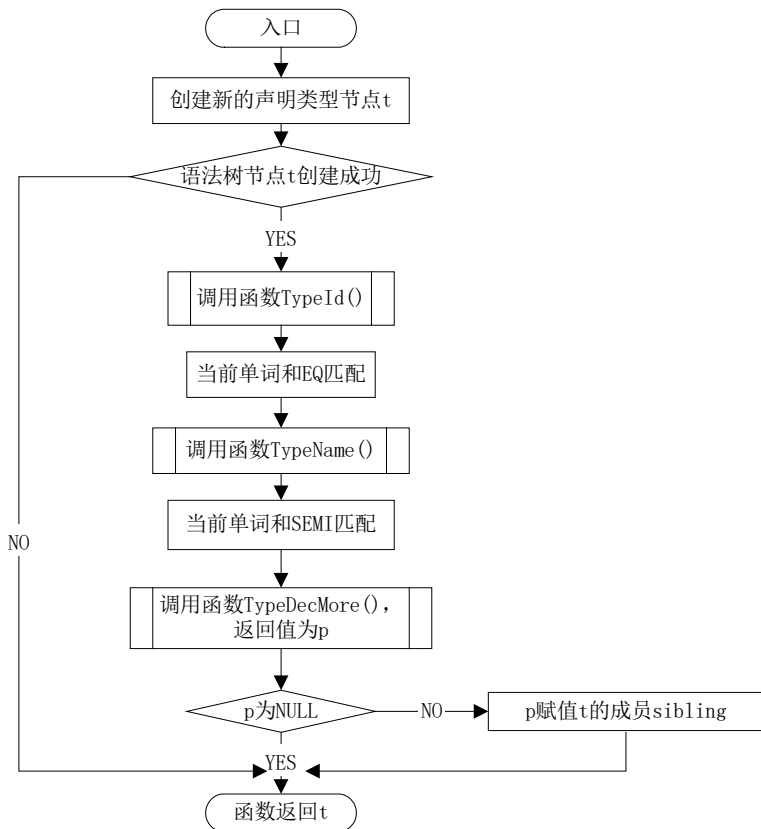 入口
创建新的声明类型节点t
语法树节点t创建成功
YES
调用函数TypeId()
当前单词和EQ匹配
调用函数TypeName()
当前单词和SEMI匹配
NO
调用函数TypeDecMore(),
返回值为p
p为NULL
NO
p赋值t的成员sibling
YES
函数返回t